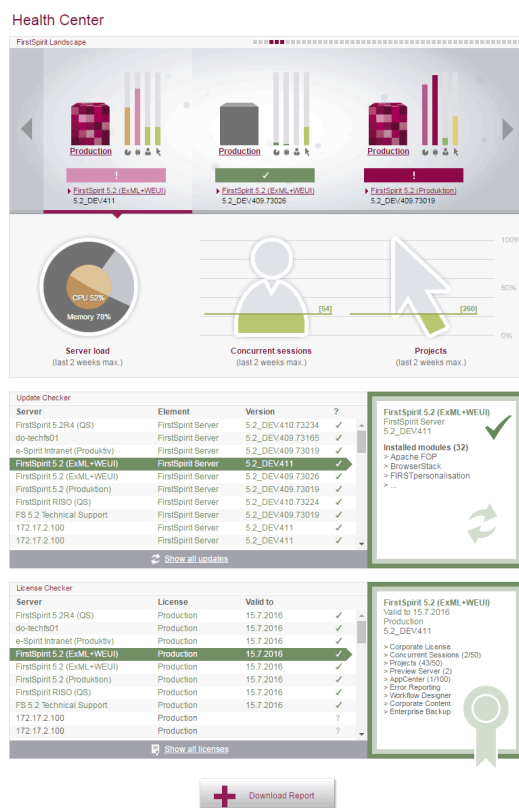 Health Center
FirstSpirit Landscape
Production
Production
Production
!
✓
!
FirstSpirit 5.2 (ExML+WEUI)
5.2_DEV.411
FirstSpirit 5.2 (ExML+WEUI)
5.2_DEV.409.73026
FirstSpirit 5.2 (Produktion)
5.2_DEV.409.73019
CPU 52%
Memory 78%
Server load
(last 2 weeks max.)
[54]
Concurrent sessions
(last 2 weeks max.)
[260]
Projects
(last 2 weeks max.)
100%
50%
0%
Update Checker
Server Element Version ?
FirstSpirit 5.2R4 (QS) FirstSpirit Server 5.2_DEV.410.73234 ✓
do-techfs01 FirstSpirit Server 5.2_DEV.409.73165 ✓
e-Spirit Intranet (Produktiv) FirstSpirit Server 5.2_DEV.409.73019 ✓
FirstSpirit 5.2 (ExML+WEUI) FirstSpirit Server 5.2_DEV.411 ✓
FirstSpirit 5.2 (ExML+WEUI) FirstSpirit Server 5.2_DEV.409.73026 ✓
FirstSpirit 5.2 (Produktion) FirstSpirit Server 5.2_DEV.409.73019 ✓
FirstSpirit RISO (QS) FirstSpirit Server 5.2_DEV.410.73224 ✓
FS 5.2 Technical Support FirstSpirit Server 5.2_DEV.409.73019 ✓
172.17.2.100 FirstSpirit Server 5.2_DEV.411 ✓
172.17.2.100 FirstSpirit Server 5.2_DEV.411 ✓
Show all updates
FirstSpirit 5.2 (ExML+WEUI)
FirstSpirit Server
5.2_DEV.411
Installed modules (32)
> Apache FOP
> BrowserStack
> FIRSTpersonalisation
> ...
License Checker
Server License Valid to
FirstSpirit 5.2R4 (QS) Production 15.7.2016 ✓
do-techfs01 Production 15.7.2016 ✓
e-Spirit Intranet (Produktiv) Production 15.7.2016 ✓
FirstSpirit 5.2 (ExML+WEUI) Production 15.7.2016 ✓
FirstSpirit 5.2 (ExML+WEUI) Production 15.7.2016 ✓
FirstSpirit 5.2 (Produktion) Production 15.7.2016 ✓
FirstSpirit RISO (QS) Production 15.7.2016 ✓
FS 5.2 Technical Support Production 15.7.2016 ✓
172.17.2.100 Production ?
172.17.2.100 Production ?
Show all licenses
FirstSpirit 5.2 (ExML+WEUI)
Valid to 15.7.2016
Production
5.2_DEV.411
> Corporate License
> Concurrent Sessions (2/50)
> Projects (43/50)
> Preview Server (2)
> AppCenter (1/100)
> Error Reporting
> Workflow Designer
> Corporate Content
> Enterprise Backup
Download Report